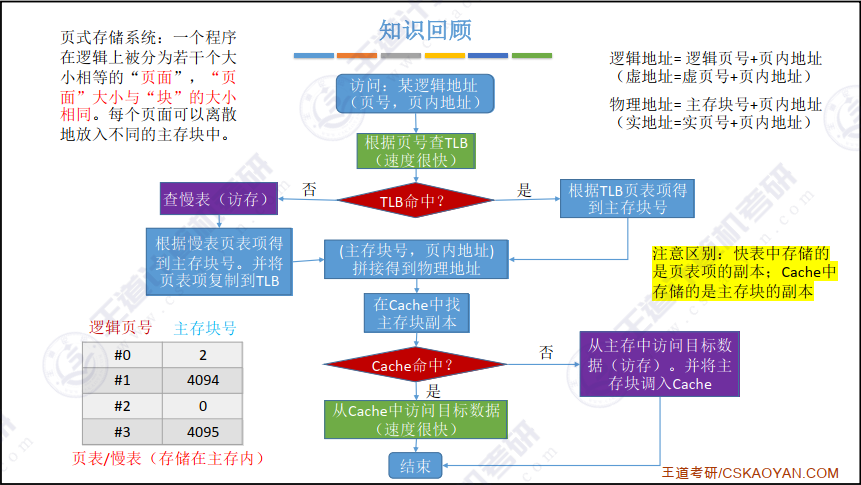 知识回顾
页式存储系统：一个程序
在逻辑上被分为若干个大
小相等的“页面”，“页
面”大小与“块”的大小
相同。每个页面可以离散
地放入不同的主存块中。
逻辑地址= 逻辑页号+页内地址
（虚地址=虚页号+页内地址）
物理地址= 主存块号+页内地址
（实地址=实页号+页内地址）
访问：某逻辑地址
（页号，页内地址）
根据页号查TLB
（速度很快）
TLB命中？
否
是
查慢表（访存）
根据TLB页表项得
到主存块号
根据慢表页表项得
到主存块号。并将
页表项复制到TLB
(主存块号，页内地址)
拼接得到物理地址
注意区别：快表中存储的
是页表项的副本；Cache中
存储的是主存块的副本
在Cache中找
主存块副本
Cache命中？
否
是
从主存中访问目标数
据（访存）。并将主
存块调入Cache
从Cache中访问目标数据
（速度很快）
结束
逻辑页号 主存块号
#0 2
#1 4094
#2 0
#3 4095
页表/慢表（存储在主存内）
王道考研/CSKAOYAN.COM